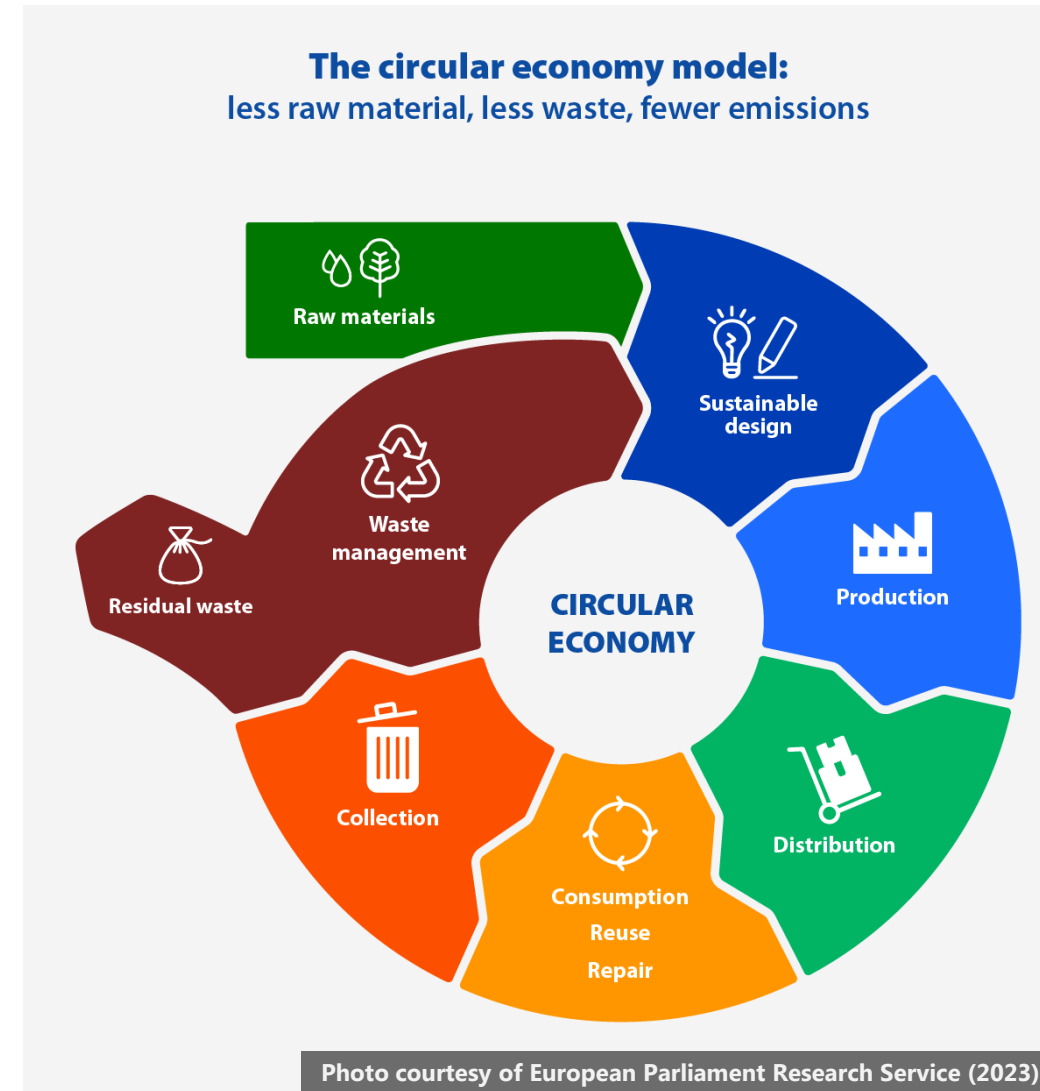 The circular economy model:
less raw material, less waste, fewer emissions
Raw materials
Sustainable
design
Production
Distribution
Consumption
Reuse
Repair
Collection
Waste
management
Residual waste
CIRCULAR
ECONOMY
Photo courtesy of European Parliament Research Service (2023)